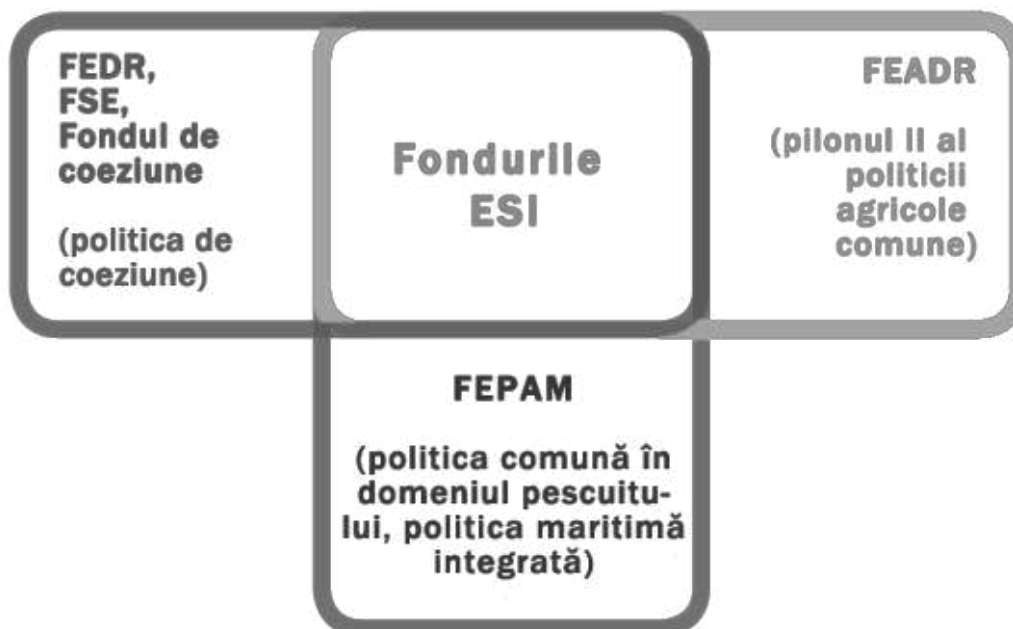 FEDR,
FSE,
Fondul de
coeziune
(politica de
coeziune)
Fondurile
ESI
FEADR
(pilonul II al
politicii
agricole
comune)
FEPAM
(politica comună în
domeniul pescuitu-
lui, politica maritimă
integrată)